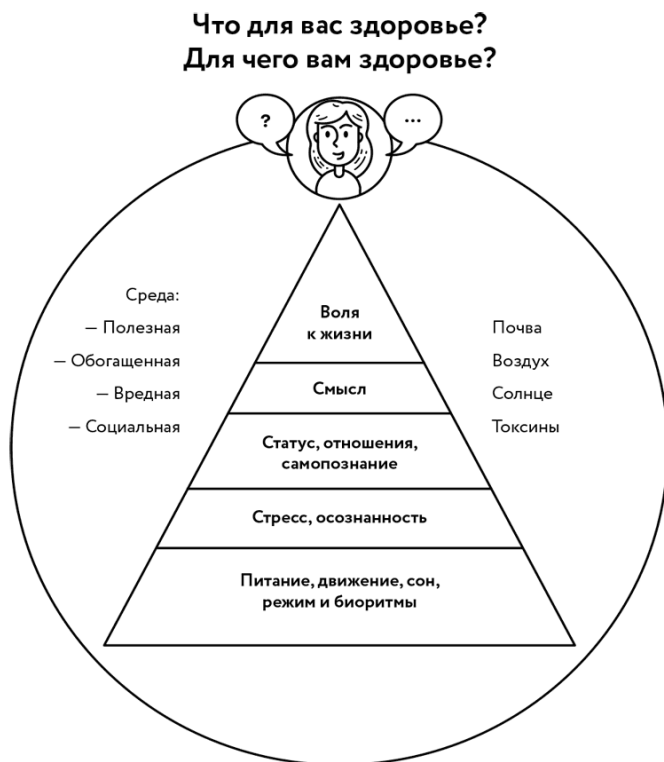 Что для вас здоровье?
Для чего вам здоровье?
?
...
Среда:
— Полезная
— Обогащенная
— Вредная
— Социальная
Воля
к жизни
Смысл
Статус, отношения,
самопознание
Стресс, осознанность
Питание, движение, сон,
режим и биоритмы
Почва
Воздух
Солнце
Токсины